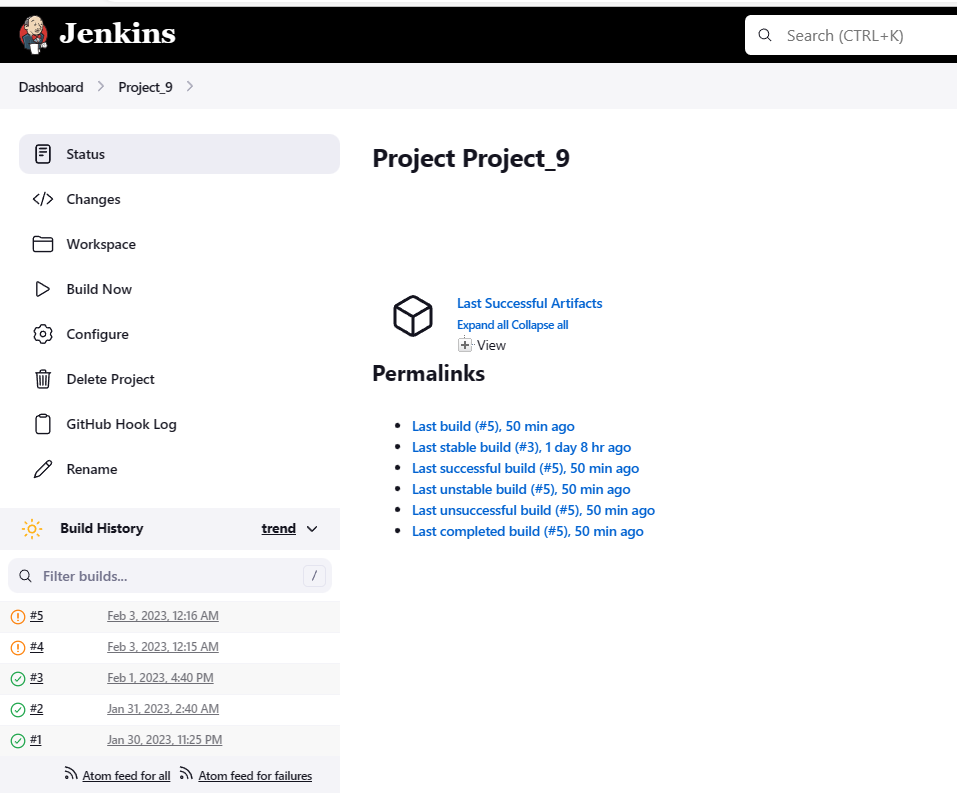 Jenkins
Search (CTRL+K)
Dashboard
Project_9
Status
Changes
Workspace
Build Now
Configure
Delete Project
GitHub Hook Log
Rename
Build History
trend
Filter builds...
/
#5 Feb 3, 2023, 12:16 AM
#4 Feb 3, 2023, 12:15 AM
#3 Feb 1, 2023, 4:40 PM
#2 Jan 31, 2023, 2:40 AM
#1 Jan 30, 2023, 11:25 PM
Atom feed for all Atom feed for failures
Project Project_9
Last Successful Artifacts
Expand all Collapse all
View
Permalinks
Last build (#5), 50 min ago
Last stable build (#3), 1 day 8 hr ago
Last successful build (#5), 50 min ago
Last unstable build (#5), 50 min ago
Last unsuccessful build (#5), 50 min ago
Last completed build (#5), 50 min ago